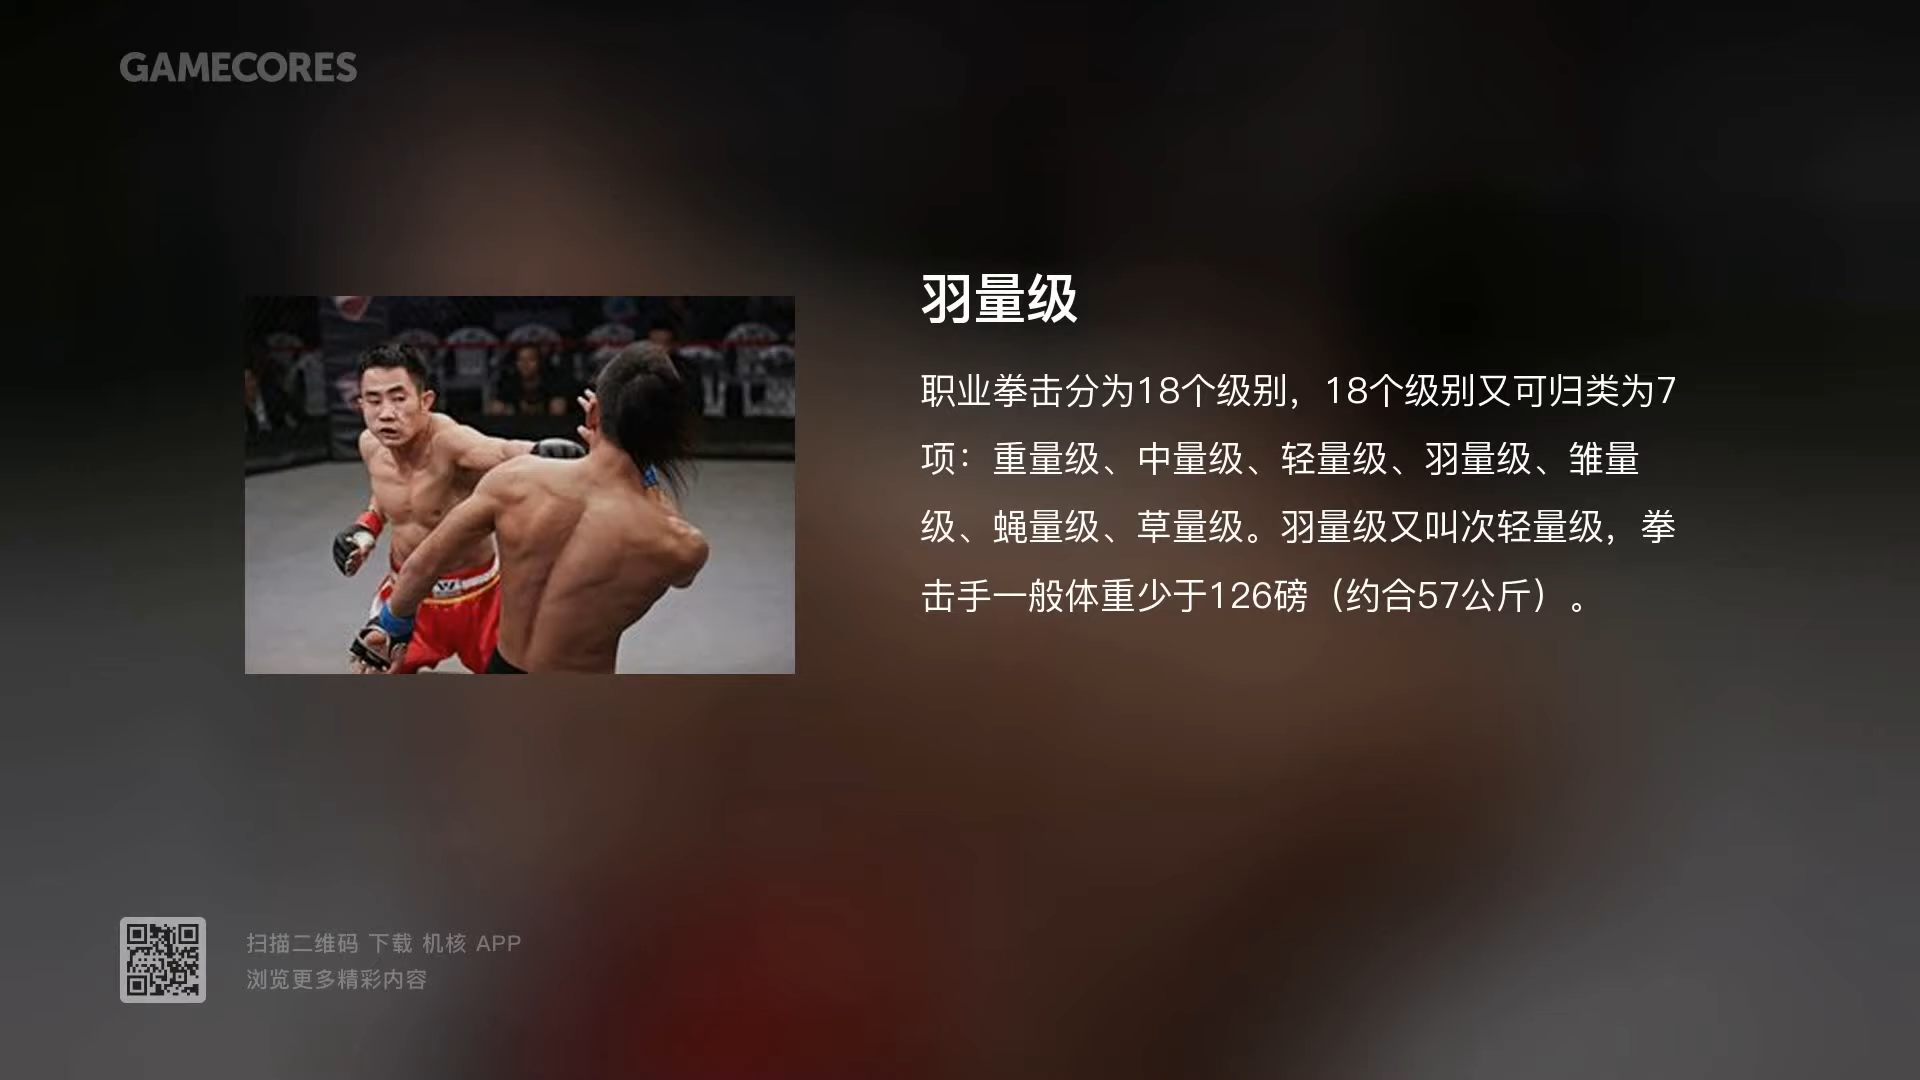 GAMECORES
羽量级
职业拳击分为18个级别，18个级别又可归类为7
项：重量级、中量级、轻量级、羽量级、雏量
级、蝇量级、草量级。羽量级又叫次轻量级，拳
击手一般体重少于126磅（约合57公斤）。
扫描二维码 下载 机核 APP
浏览更多精彩内容